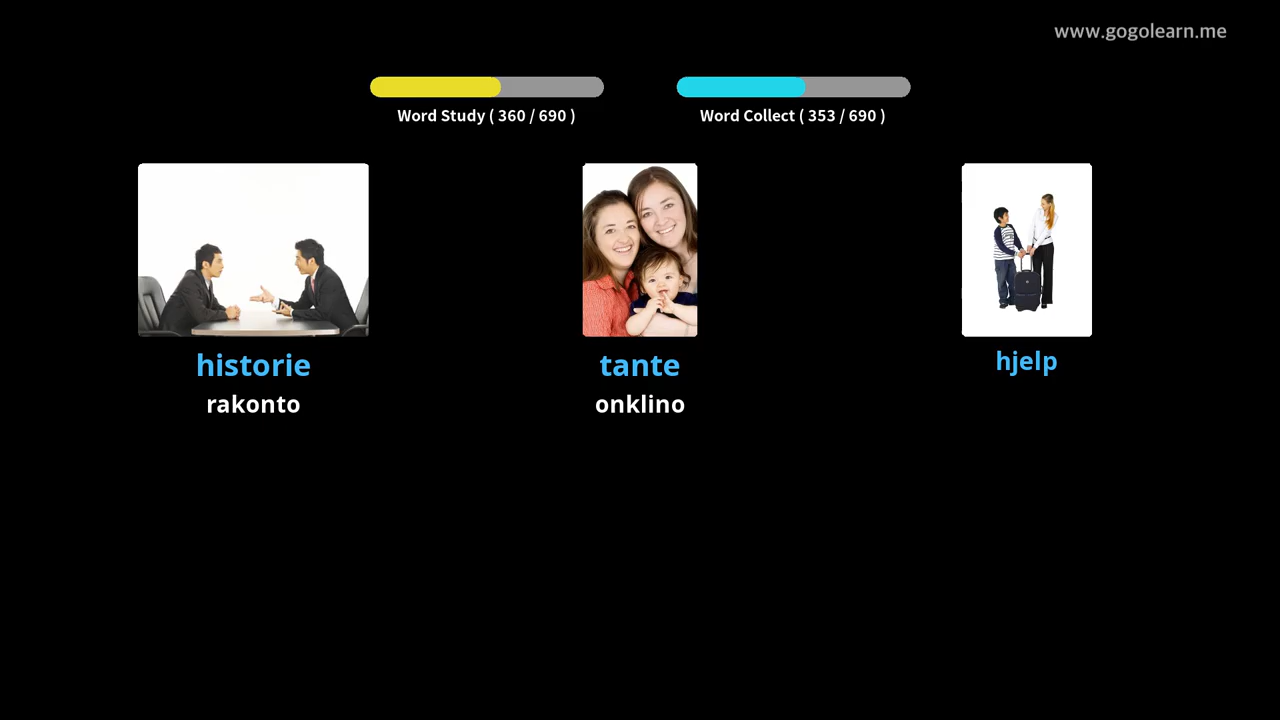 www.gogolearn.me
Word Study ( 360 / 690 )
Word Collect ( 353 / 690 )
historie
rakonto
tante
onklino
hjelp